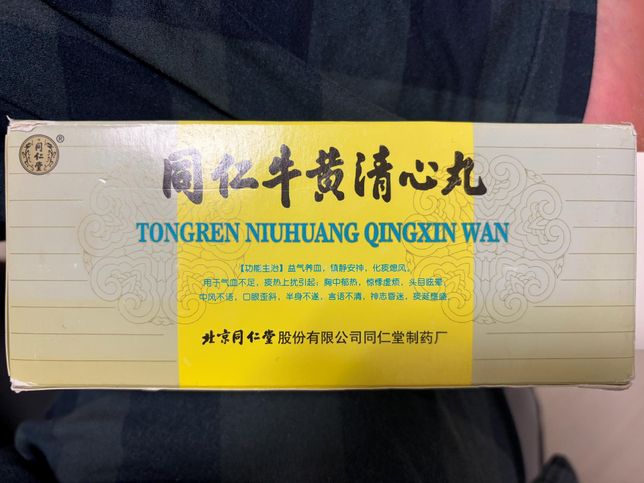 同仁堂
®
同仁牛黄清心丸
TONGREN NIUHUANG QINGXIN WAN
【功能主治】益气养血，镇静安神，化痰熄风。
用于气血不足，痰热上扰引起：胸中郁热，惊悸虚烦，头目眩晕，
中风不语，口眼歪斜，半身不遂，言语不清，神志昏迷，痰涎壅盛
北京同仁堂股份有限公司同仁堂制药厂